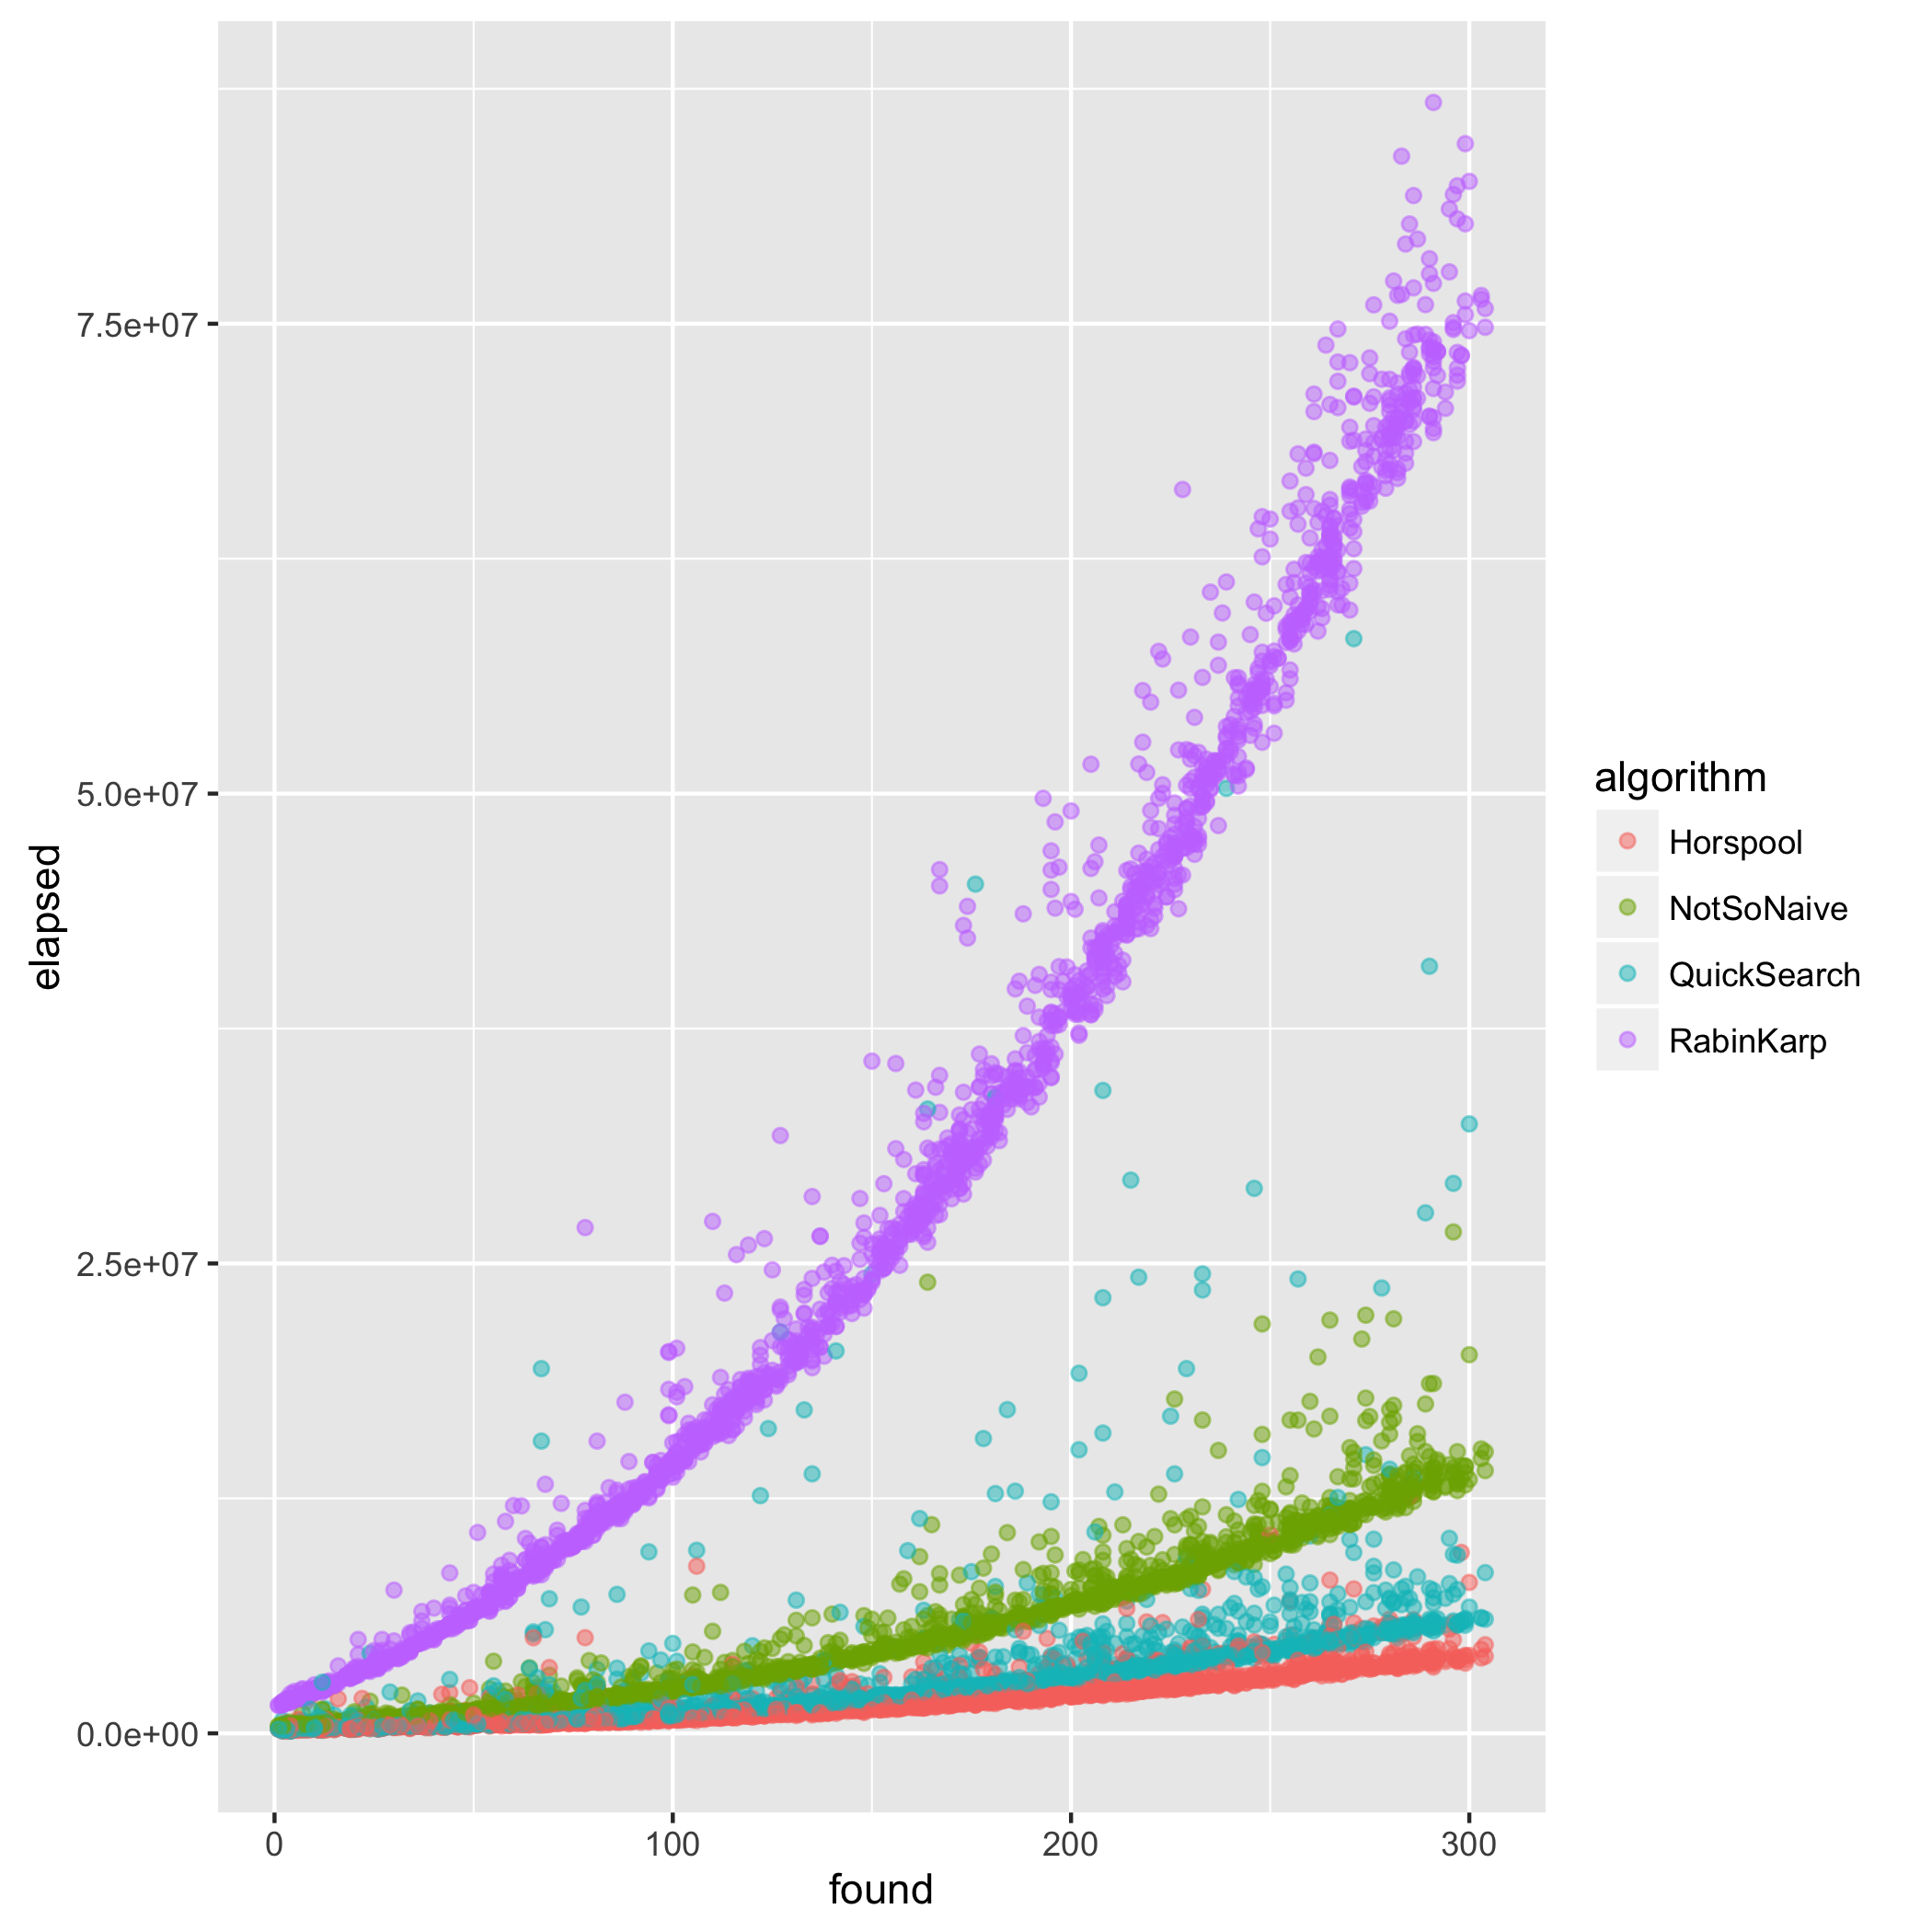 7.5e+07
5.0e+07
2.5e+07
0.0e+00
elapsed
0
100
200
300
found
algorithm
Horspool
NotSoNaive
QuickSearch
RabinKarp